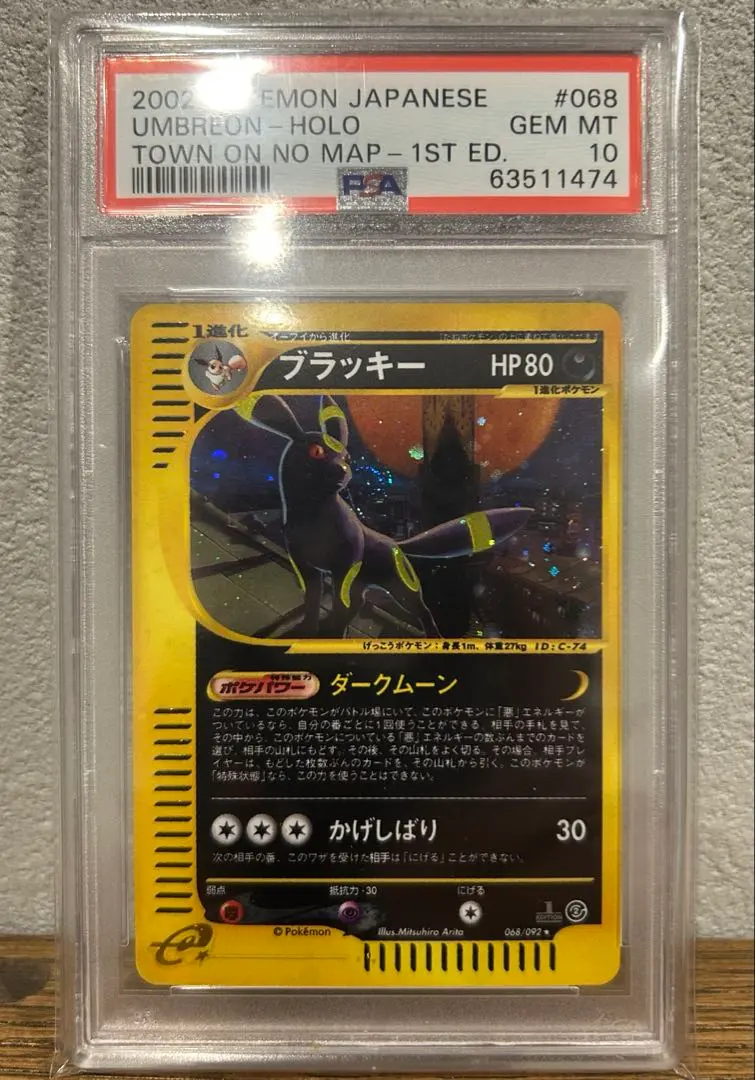 2002 EMON JAPANESE #068
UMBREON - HOLO GEM MT
TOWN ON NO MAP - 1ST ED. 10
PSA 63511474
1進化 イーブイから進化
ブラッキー HP80
1進化ポケモン
げっこうポケモン:身長1m、体重27kg ID:C-74
特殊能力
ポケパワー ダークムーン
この力は、このポケモンがバトル場にいて、このポケモンに「悪」エネルギーが
ついているなら、自分の番ごとに1回使うことができる。相手の手札を見て、
その中から、このポケモンについている「悪」エネルギーの数ぶんまでのカードを
選び、相手の山札にもどす。その後、その山札をよく切る。その場合、相手プレ
イヤーは、もどした枚数ぶんのカードを、その山札から引く。このポケモンが
「特殊状態」なら、この力を使うことはできない。
かげしばり 30
次の相手の番、このワザを受けた相手は「にげる」ことができない。
弱点 抵抗力-30 にげる
1 EDITION
©Pokémon Illus.Mitsuhiro Arita 068/092★
e